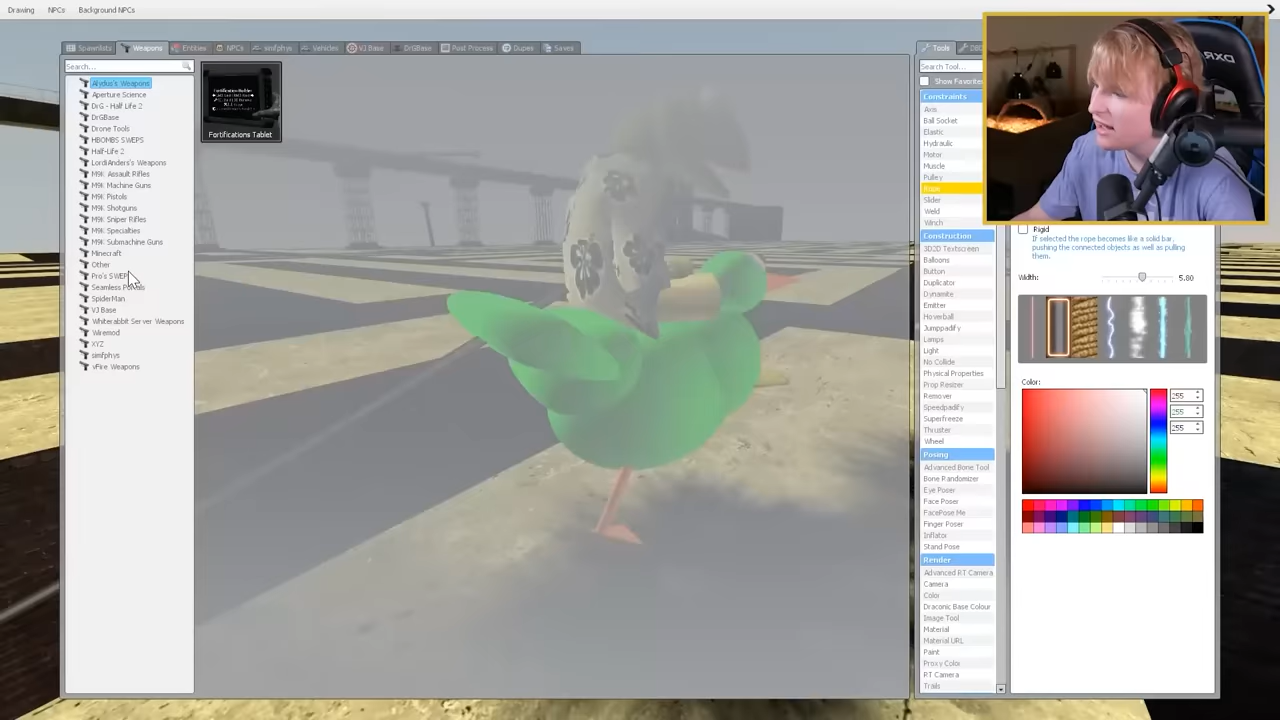 Drawing NPCs Background NPCs
Spawnlists Weapons Entities NPCs simfphys Vehicles VJ Base DrGBase Post Process Dupes Saves
Search...
Alydus's Weapons
Aperture Science
DrG - Half Life 2
DrGBase
Drone Tools
HBOMBS SWEPS
Half-Life 2
LordiAnders's Weapons
M9K Assault Rifles
M9K Machine Guns
M9K Pistols
M9K Shotguns
M9K Sniper Rifles
M9K Specialties
M9K Submachine Guns
Minecraft
Other
Pro's SWEPs
Seamless Portals
SpiderMan
VJ Base
Whiterabbit Server Weapons
Wiremod
XYZ
simfphys
vFire Weapons
Fortifications Tablet
Tools
Search Tool...
Show Favorites
Constraints
Axis
Ball Socket
Elastic
Hydraulic
Motor
Muscle
Pulley
Rope
Slider
Weld
Winch
Construction
3D2D Textscreen
Balloons
Button
Duplicator
Dynamite
Emitter
Hoverball
Jumppadify
Lamps
Light
No Collide
Physical Properties
Prop Resizer
Remover
Speedpadify
Superfreeze
Thruster
Wheel
Posing
Advanced Bone Tool
Bone Randomizer
Eye Poser
Face Poser
FacePose Me
Finger Poser
Inflator
Stand Pose
Render
Advanced RT Camera
Camera
Color
Draconic Base Colour
Image Tool
Material
Material URL
Paint
Proxy Color
RT Camera
Trails
Rigid
If selected the rope becomes like a solid bar,
pushing the connected objects as well as pulling
them.
Width: 5.80
Color:
255
255
255
DXR